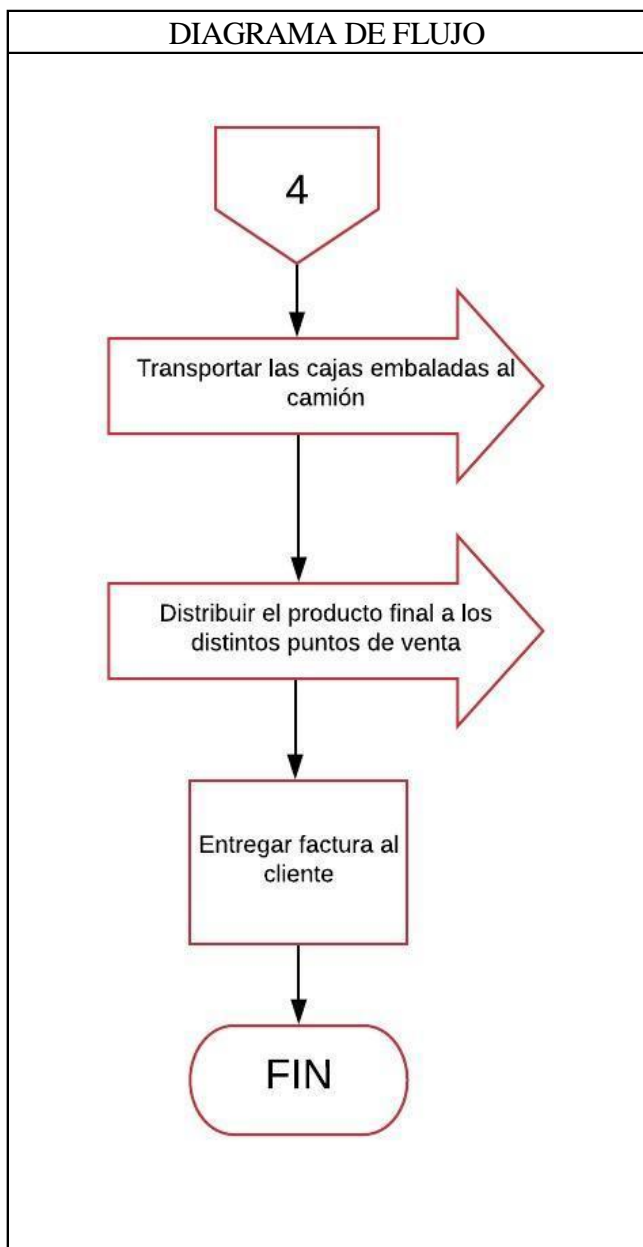 DIAGRAMA DE FLUJO
4
Transportar las cajas embaladas al
camión
Distribuir el producto final a los
distintos puntos de venta
Entregar factura al
cliente
FIN